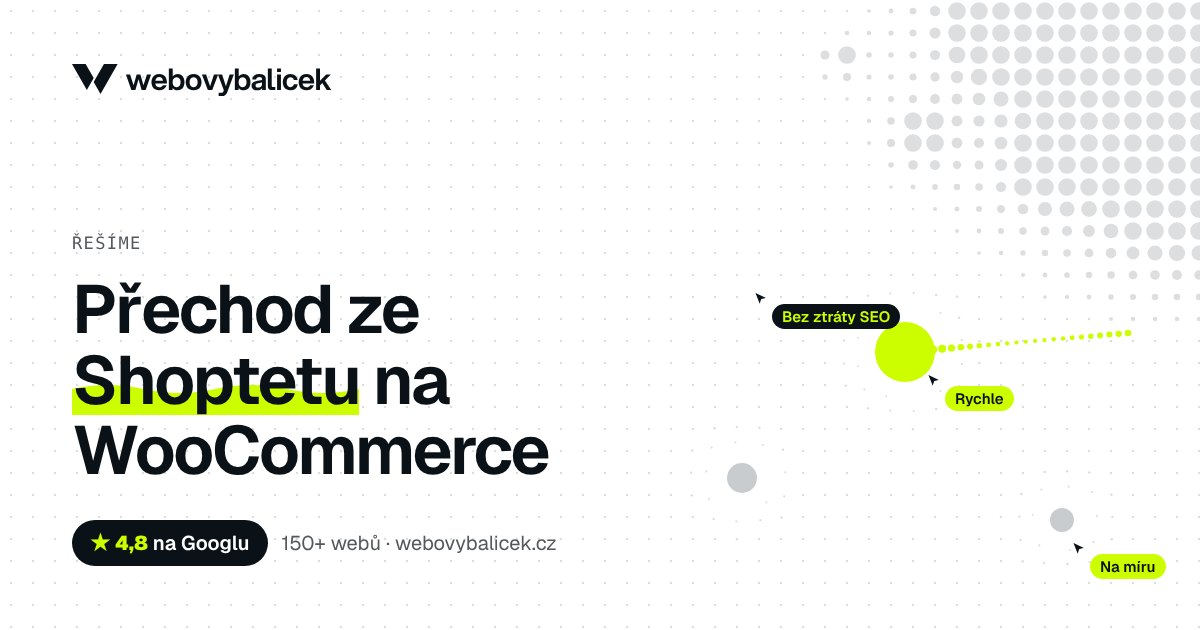 webovybalicek
ŘEŠÍME
Přechod ze
Shoptetu na
WooCommerce
★ 4,8 na Googlu
150+ webů · webovybalicek.cz
Bez ztráty SEO
Rychle
Na míru